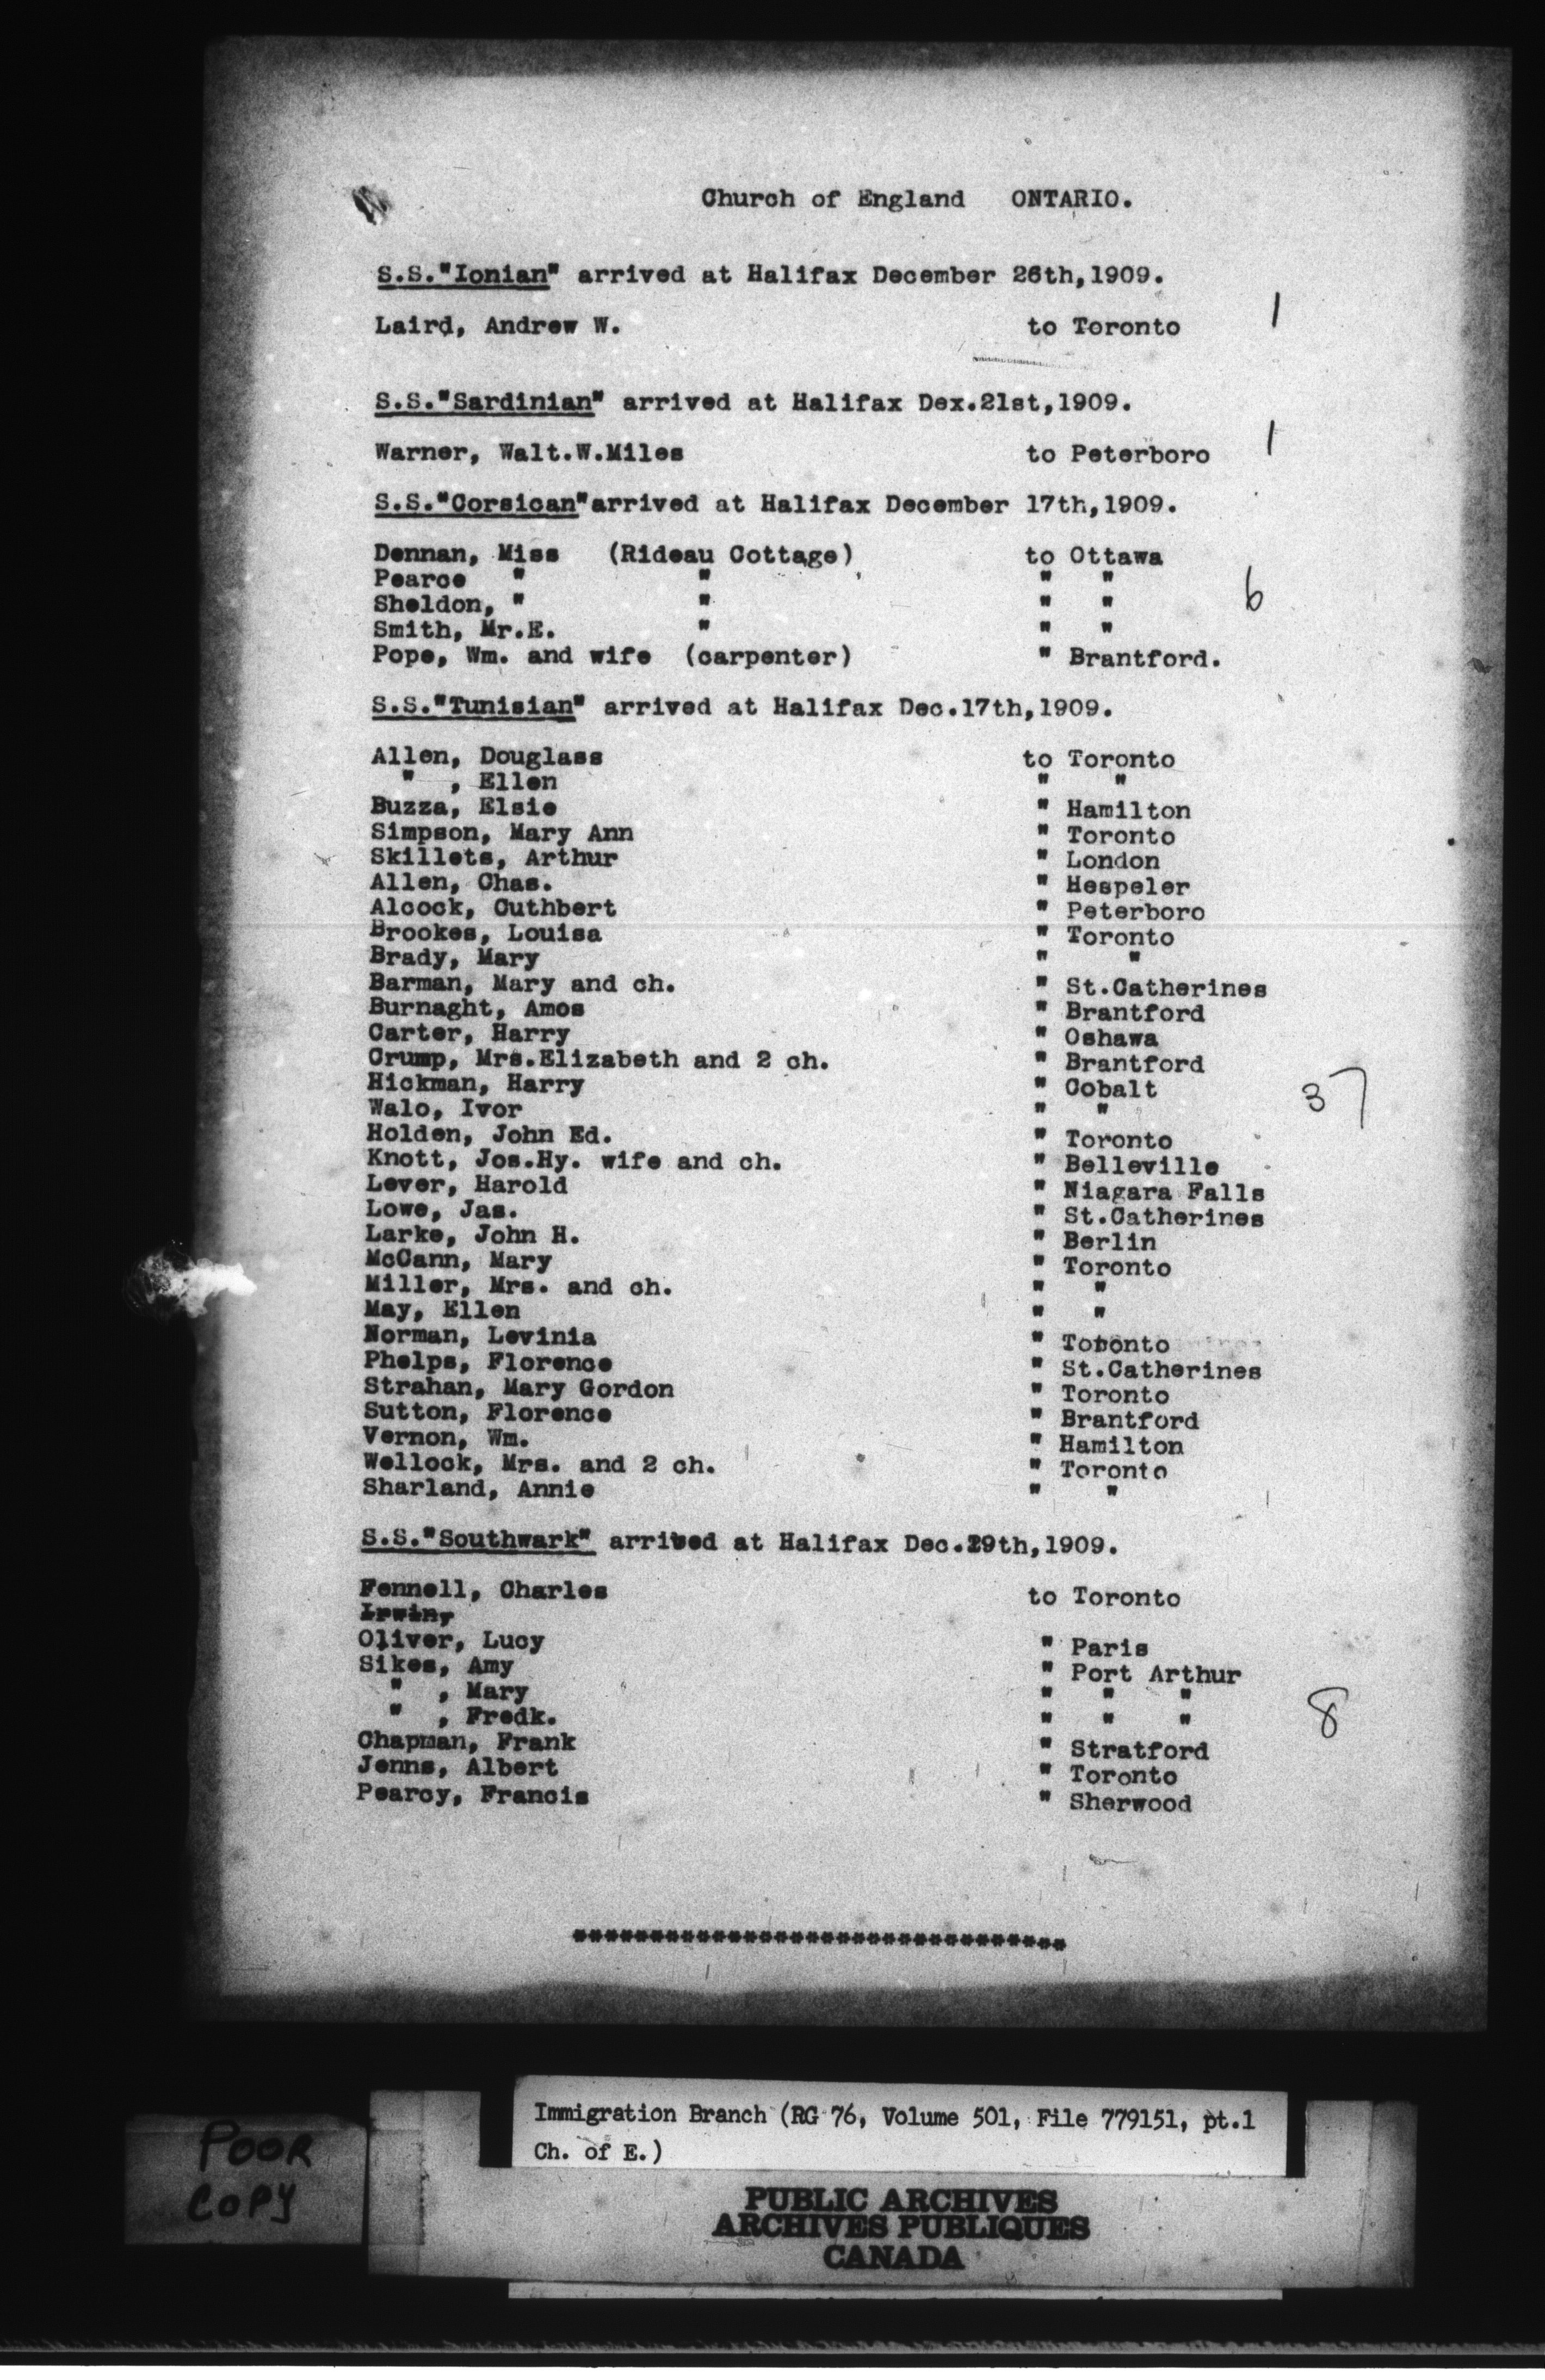 Church of England ONTARIO.
S.S."Ionian" arrived at Halifax December 26th,1909.
Laird, Andrew W. to Toronto 1
S.S."Sardinian" arrived at Halifax Dex.21st,1909.
Warner, Walt.W.Miles to Peterboro 1
S.S."Corsican"arrived at Halifax December 17th,1909.
Dennan, Miss (Rideau Cottage) to Ottawa
Pearce " " " "
Sheldon, " " " " 6
Smith, Mr.E. " " "
Pope, Wm. and wife (carpenter) " Brantford.
S.S."Tunisian" arrived at Halifax Dec.17th,1909.
Allen, Douglass to Toronto
" , Ellen " "
Buzza, Elsie " Hamilton
Simpson, Mary Ann " Toronto
Skillets, Arthur " London
Allen, Chas. " Hespeler
Alcock, Cuthbert " Peterboro
Brookes, Louisa " Toronto
Brady, Mary " "
Barman, Mary and ch. " St.Catherines
Burnaght, Amos " Brantford
Carter, Harry " Oshawa
Crump, Mrs.Elizabeth and 2 ch. " Brantford
Hickman, Harry " Cobalt 37
Walo, Ivor " "
Holden, John Ed. " Toronto
Knott, Jos.Hy. wife and ch. " Belleville
Lever, Harold " Niagara Falls
Lowe, Jas. " St.Catherines
Larke, John H. " Berlin
McCann, Mary " Toronto
Miller, Mrs. and ch. " "
May, Ellen " "
Norman, Levinia " Toronto
Phelps, Florence " St.Catherines
Strahan, Mary Gordon " Toronto
Sutton, Florence " Brantford
Vernon, Wm. " Hamilton
Wellock, Mrs. and 2 ch. " Toronto
Sharland, Annie " "
S.S."Southwark" arrived at Halifax Dec.19th,1909.
Fennell, Charles to Toronto
Irwin,
Oliver, Lucy " Paris
Sikes, Amy " Port Arthur
" , Mary " " "
" , Fredk. " " " 8
Chapman, Frank " Stratford
Jenns, Albert " Toronto
Pearcy, Francis " Sherwood
POOR
COPY
Immigration Branch (RG 76, Volume 501, File 779151, pt.1
Ch. of E.)
PUBLIC ARCHIVES
ARCHIVES PUBLIQUES
CANADA